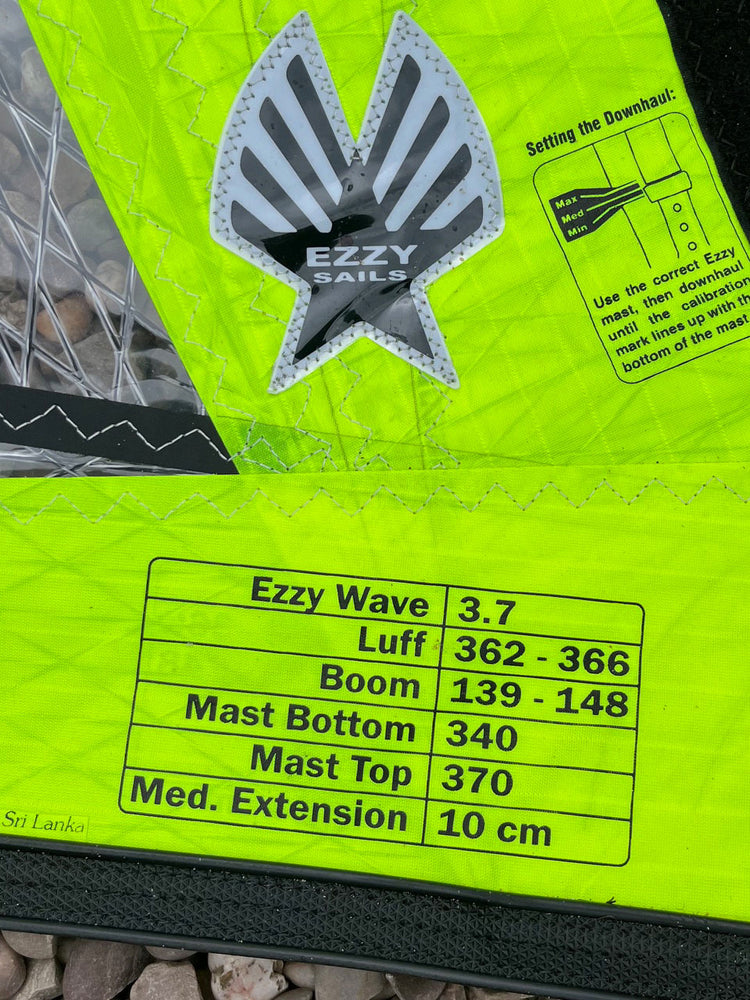 EZZY
SAILS
Setting the Downhaul:
Max
Med
Min
Use the correct Ezzy
mast, then downhaul
until the calibration
mark lines up with the
bottom of the mast.
Ezzy Wave 3.7
Luff 362 - 366
Boom 139 - 148
Mast Bottom 340
Mast Top 370
Med. Extension 10 cm
Sri Lanka